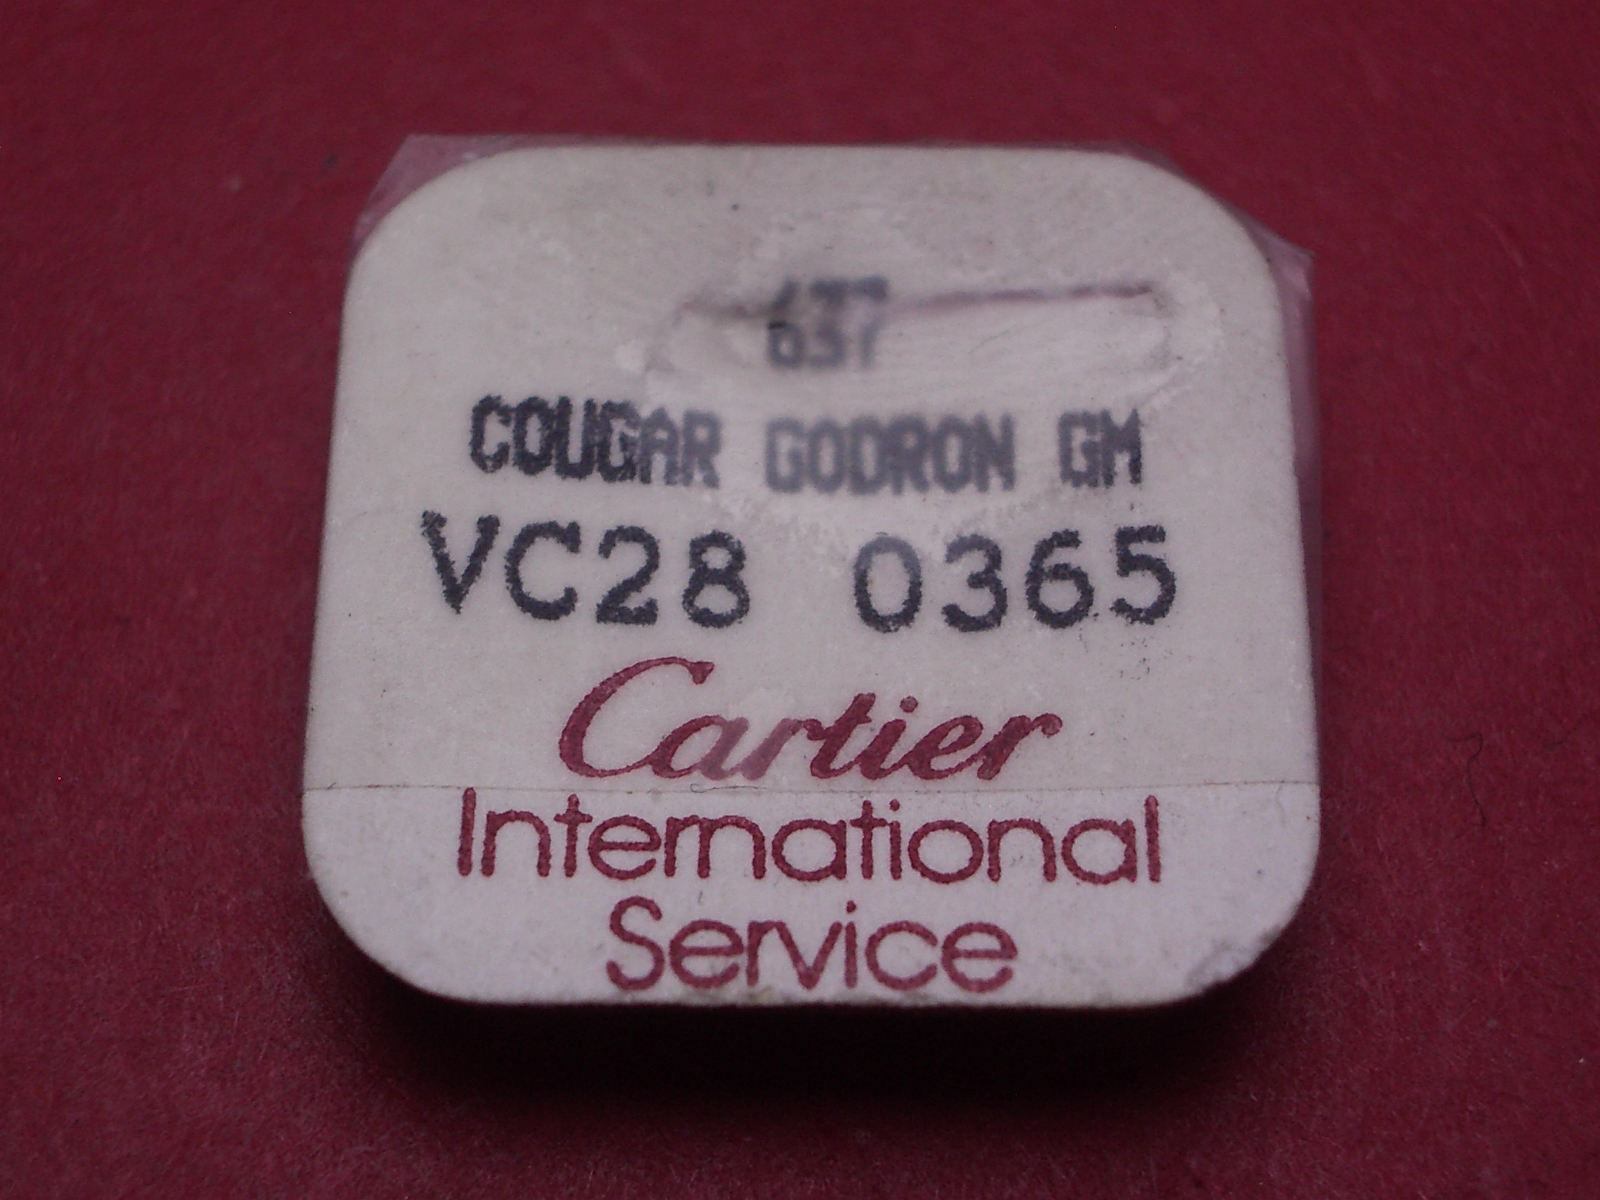 637
COUGAR GODRON GM
VC28 0365
Cartier
International
Service